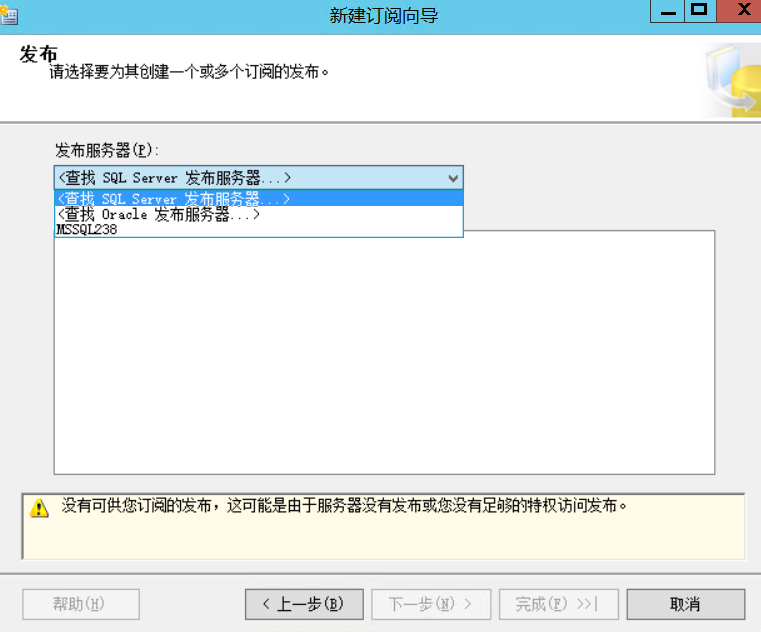 新建订阅向导
发布
请选择要为其创建一个或多个订阅的发布。
发布服务器(P):
<查找 SQL Server 发布服务器...>
<查找 SQL Server 发布服务器...>
<查找 Oracle 发布服务器...>
MSSQL238
没有可供您订阅的发布，这可能是由于服务器没有发布或您没有足够的特权访问发布。
帮助(H)
< 上一步(B)
下一步(N) >
完成(F) >>|
取消